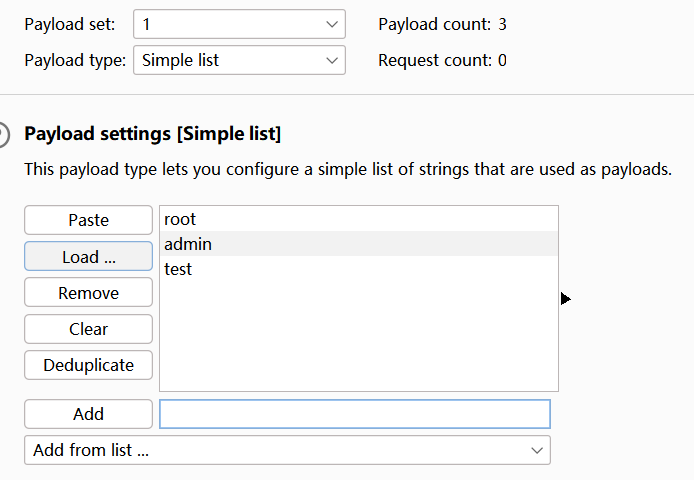 Payload set: 1 Payload count: 3
Payload type: Simple list Request count: 0
Payload settings [Simple list]
This payload type lets you configure a simple list of strings that are used as payloads.
Paste
Load ...
Remove
Clear
Deduplicate
root
admin
test
Add
Add from list ...